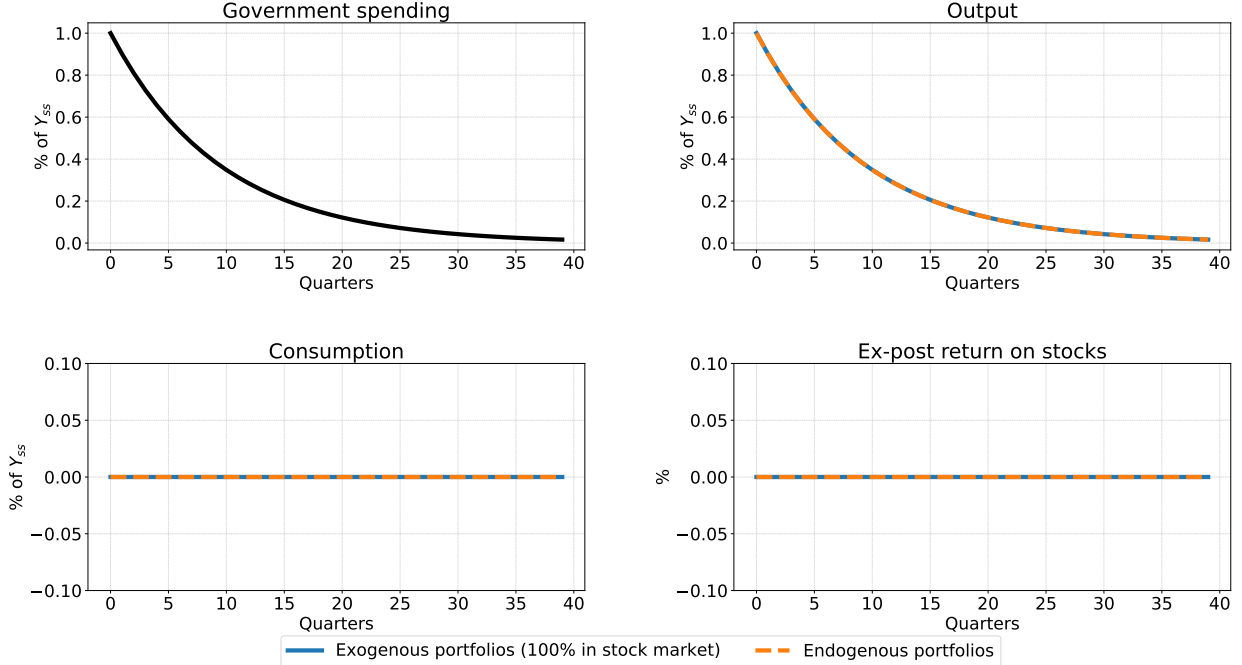 Government spending
% of Y_ss
1.0
0.8
0.6
0.4
0.2
0.0
0 5 10 15 20 25 30 35 40
Quarters
Output
% of Y_ss
1.0
0.8
0.6
0.4
0.2
0.0
0 5 10 15 20 25 30 35 40
Quarters
Consumption
% of Y_ss
0.10
0.05
0.00
−0.05
−0.10
0 5 10 15 20 25 30 35 40
Quarters
Ex-post return on stocks
%
0.10
0.05
0.00
−0.05
−0.10
0 5 10 15 20 25 30 35 40
Quarters
Exogenous portfolios (100% in stock market) Endogenous portfolios